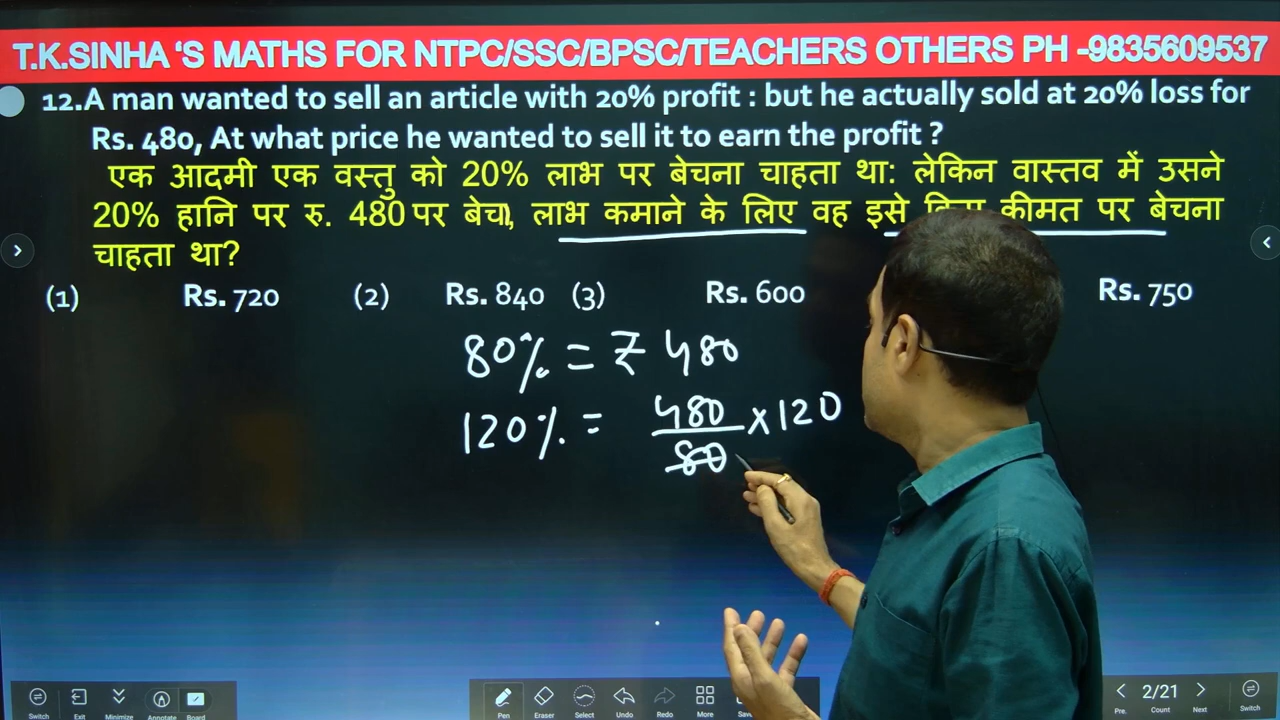 T.K.SINHA ‘S MATHS FOR NTPC/SSC/BPSC/TEACHERS OTHERS PH -9835609537
12.A man wanted to sell an article with 20% profit : but he actually sold at 20% loss for
Rs. 480, At what price he wanted to sell it to earn the profit ?
एक आदमी एक वस्तु को 20% लाभ पर बेचना चाहता था: लेकिन वास्तव में उसने
20% हानि पर रु. 480 पर बेचा, लाभ कमाने के लिए वह इसे कीमत पर बेचना
चाहता था?
(1) Rs. 720 (2) Rs. 840 (3) Rs. 600 Rs. 750
80% = ₹ 480
120% = 480/80 x 120
Switch Exit Minimize Annotate Board Pen Eraser Select Undo Redo More Pre. 2/21 Count Next Switch